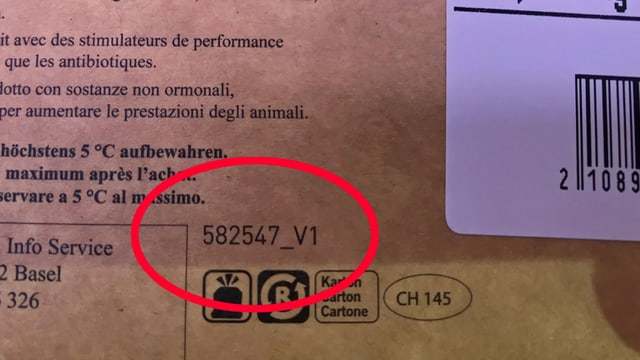 it avec des stimulateurs de performance
que les antibiotiques.
dotto con sostanze non ormonali,
per aumentare le prestazioni degli animali.
höchstens 5 °C aufbewahren.
maximum après l'achat.
servare a 5 °C al massimo.
582547_V1
Info Service
2 Basel
326
R
Karton
Carton
Cartone
CH 145
2 1089